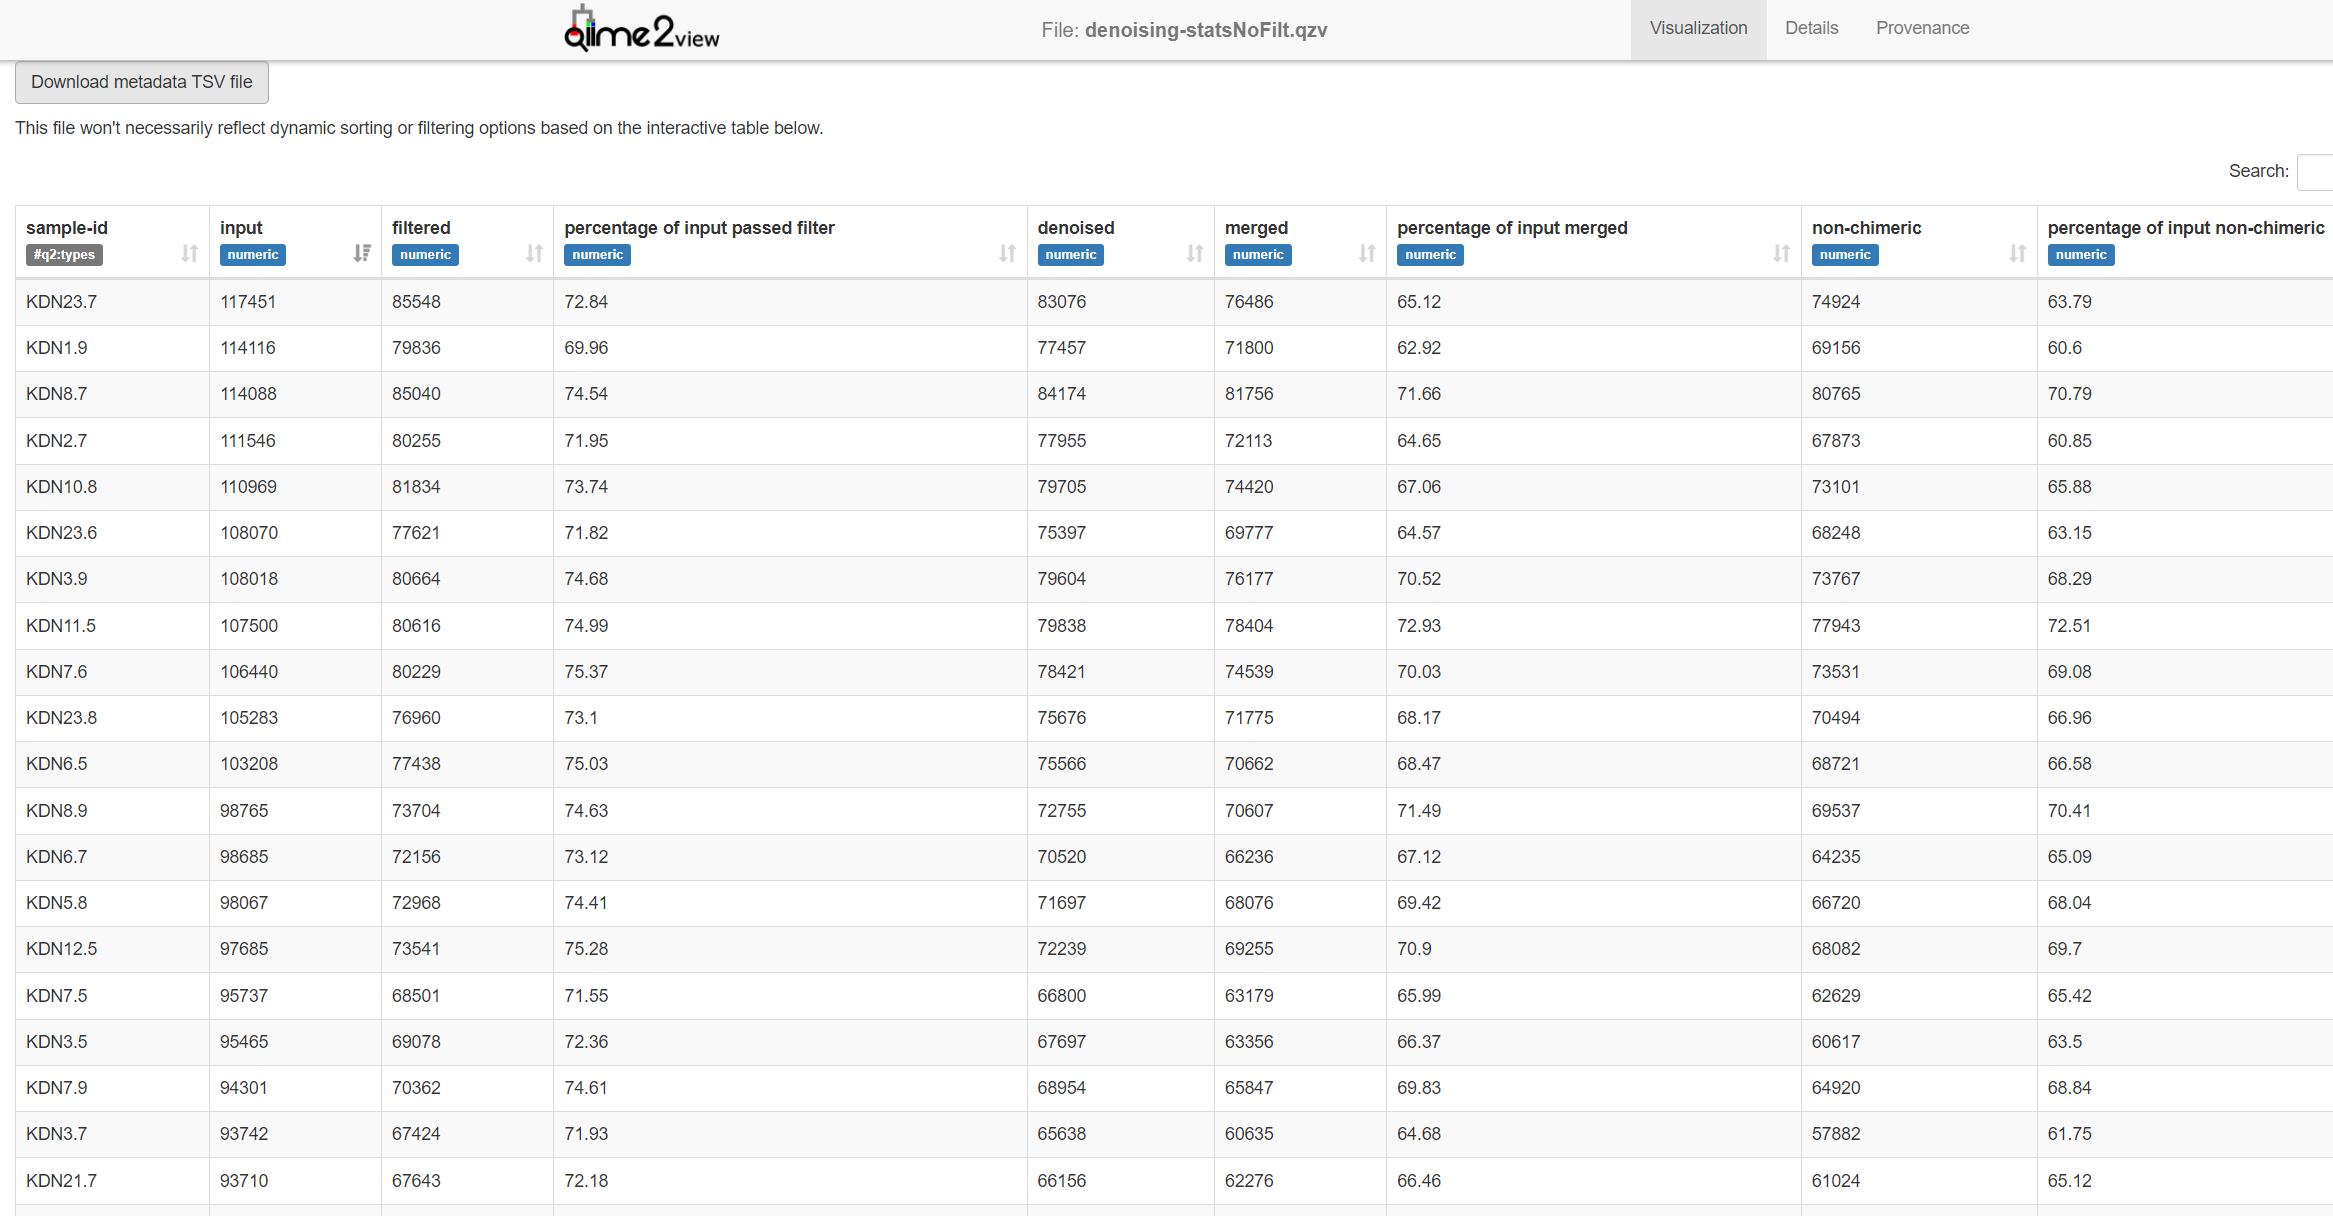 qiime2view File: denoising-statsNoFilt.qzv Visualization Details Provenance
Download metadata TSV file
This file won't necessarily reflect dynamic sorting or filtering options based on the interactive table below.
Search:
sample-id input filtered percentage of input passed filter denoised merged percentage of input merged non-chimeric percentage of input non-chimeric
#q2:types numeric numeric numeric numeric numeric numeric numeric numeric
KDN23.7 117451 85548 72.84 83076 76486 65.12 74924 63.79
KDN1.9 114116 79836 69.96 77457 71800 62.92 69156 60.6
KDN8.7 114088 85040 74.54 84174 81756 71.66 80765 70.79
KDN2.7 111546 80255 71.95 77955 72113 64.65 67873 60.85
KDN10.8 110969 81834 73.74 79705 74420 67.06 73101 65.88
KDN23.6 108070 77621 71.82 75397 69777 64.57 68248 63.15
KDN3.9 108018 80664 74.68 79604 76177 70.52 73767 68.29
KDN11.5 107500 80616 74.99 79838 78404 72.93 77943 72.51
KDN7.6 106440 80229 75.37 78421 74539 70.03 73531 69.08
KDN23.8 105283 76960 73.1 75676 71775 68.17 70494 66.96
KDN6.5 103208 77438 75.03 75566 70662 68.47 68721 66.58
KDN8.9 98765 73704 74.63 72755 70607 71.49 69537 70.41
KDN6.7 98685 72156 73.12 70520 66236 67.12 64235 65.09
KDN5.8 98067 72968 74.41 71697 68076 69.42 66720 68.04
KDN12.5 97685 73541 75.28 72239 69255 70.9 68082 69.7
KDN7.5 95737 68501 71.55 66800 63179 65.99 62629 65.42
KDN3.5 95465 69078 72.36 67697 63356 66.37 60617 63.5
KDN7.9 94301 70362 74.61 68954 65847 69.83 64920 68.84
KDN3.7 93742 67424 71.93 65638 60635 64.68 57882 61.75
KDN21.7 93710 67643 72.18 66156 62276 66.46 61024 65.12